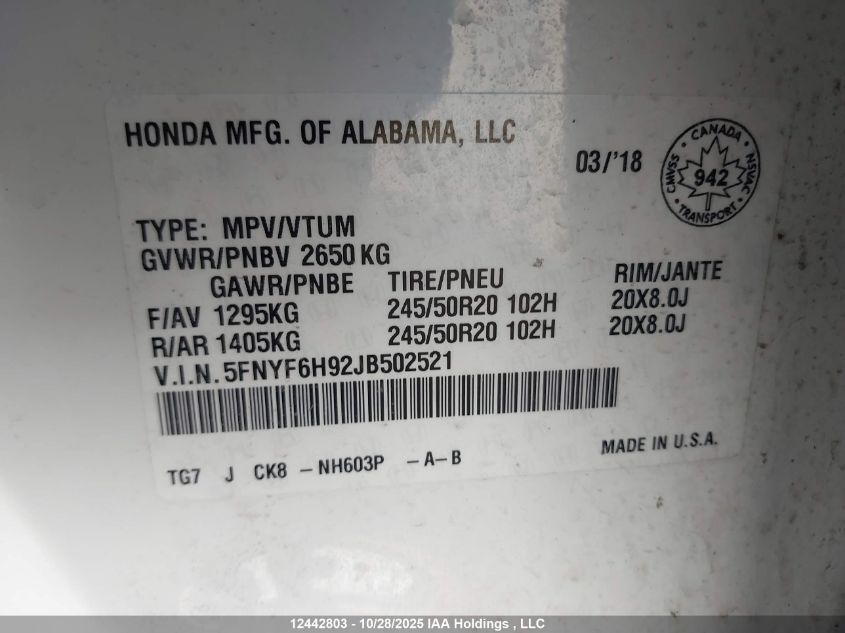 HONDA MFG. OF ALABAMA, LLC
03/'18
CANADA
CMVSS 942 NSVAC
TRANSPORT
TYPE: MPV/VTUM
GVWR/PNBV 2650 KG
GAWR/PNBE TIRE/PNEU RIM/JANTE
F/AV 1295KG 245/50R20 102H 20X8.0J
R/AR 1405KG 245/50R20 102H 20X8.0J
V.I.N. 5FNYF6H92JB502521
MADE IN U.S.A.
TG7 J CK8 - NH603P - A - B
12442803 - 10/28/2025 IAA Holdings , LLC